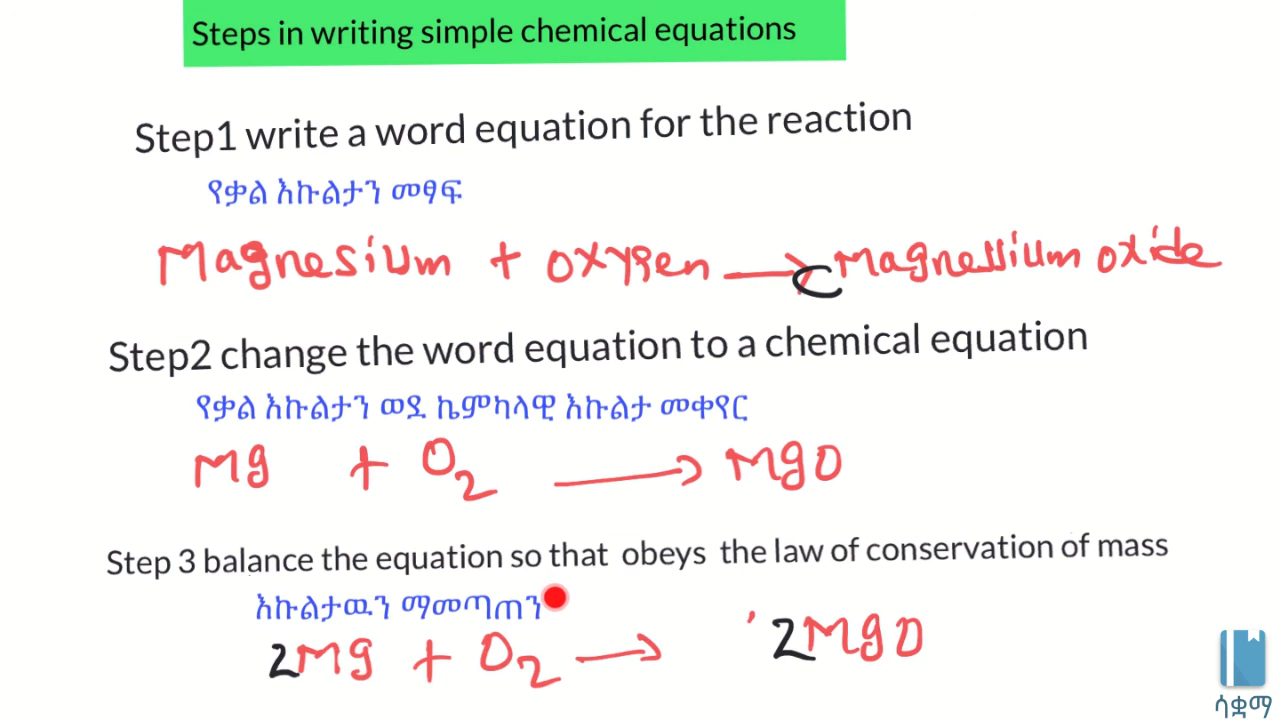 Steps in writing simple chemical equations
Step1 write a word equation for the reaction
የቃል እኩልታን መፃፍ
Magnesium + oxygen → Magnessium oxide
Step2 change the word equation to a chemical equation
የቃል እኩልታን ወደ ኬምካላዊ እኩልታ መቀየር
Mg + O₂ → MgO
Step 3 balance the equation so that obeys the law of conservation of mass
እኩልታዉን ማመጣጠን
2Mg + O₂ → 2MgO
ሳቋማ